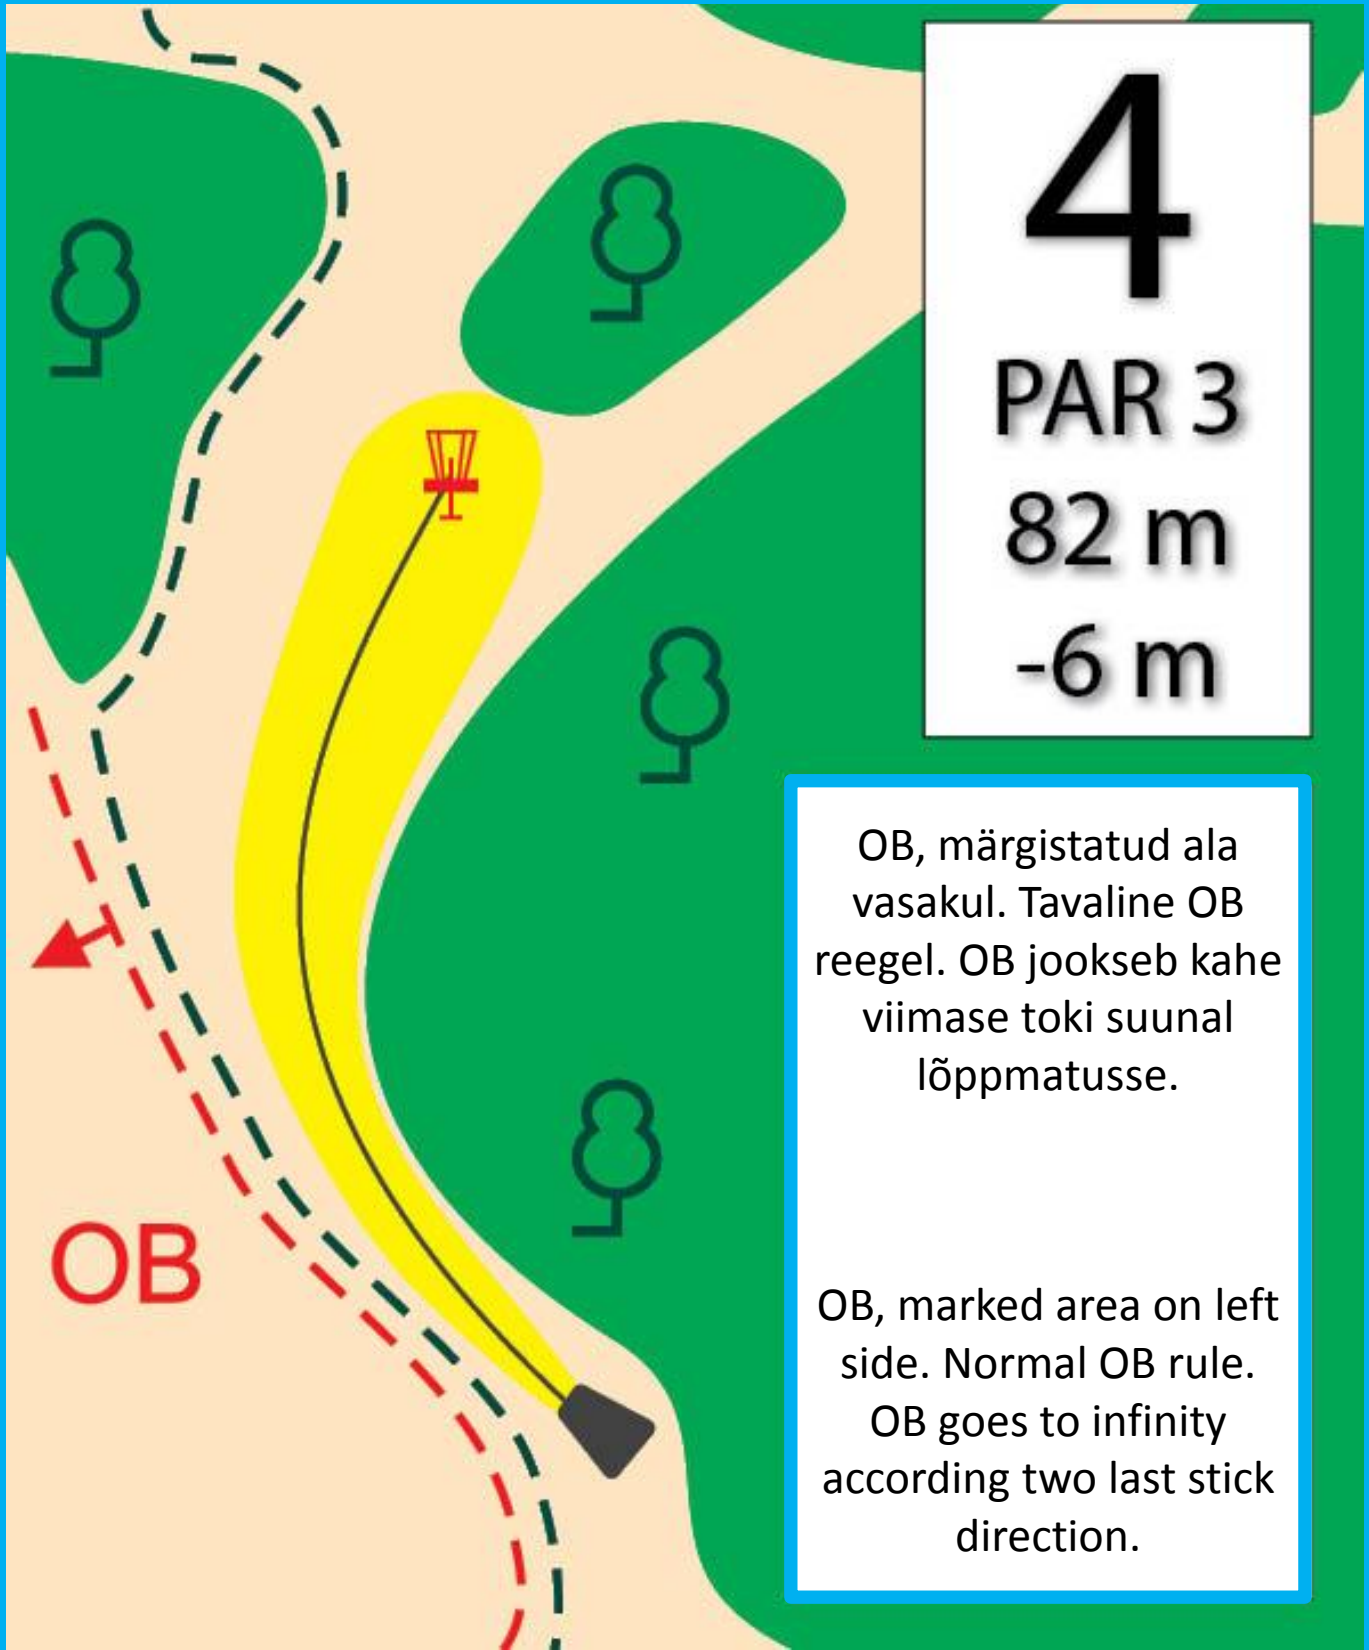 4
PAR 3
82 m
-6 m
OB, märgistatud ala
vasakul. Tavaline OB
reegel. OB jookseb kahe
viimase toki suunal
lõppmatusse.
OB
OB, marked area on left
side. Normal OB rule.
OB goes to infinity
according two last stick
direction.